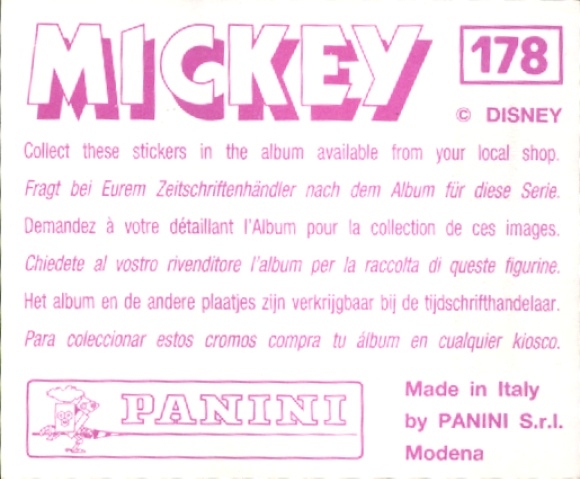 MICKEY 178
© DISNEY
Collect these stickers in the album available from your local shop.
Fragt bei Eurem Zeitschriftenhändler nach dem Album für diese Serie.
Demandez à votre détaillant l'Album pour la collection de ces images.
Chiedete al vostro rivenditore l'album per la raccolta di queste figurine.
Het album en de andere plaatjes zijn verkrijgbaar bij de tijdschrifthandelaar.
Para coleccionar estos cromos compra tu álbum en cualquier kiosco.
PANINI
Made in Italy
by PANINI S.r.l.
Modena